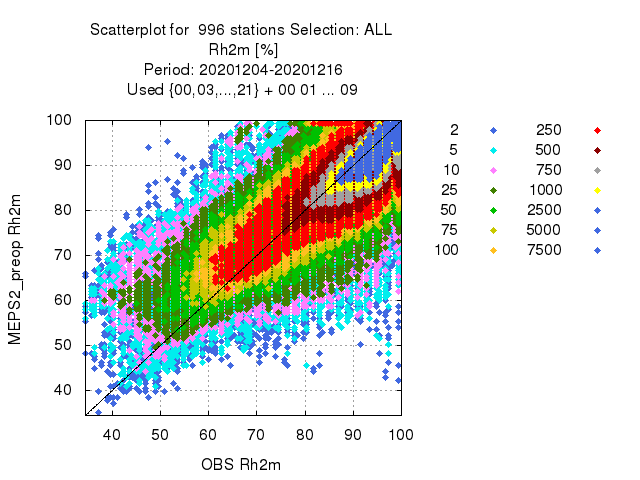 Scatterplot for  996 stations Selection: ALL
Rh2m [%]
Period: 20201204-20201216
Used {00,03,...,21} + 00 01 ... 09
100
90
80
70
60
50
40
MEPS2_preop Rh2m
40 50 60 70 80 90 100
OBS Rh2m
2 250
5 500
10 750
25 1000
50 2500
75 5000
100 7500